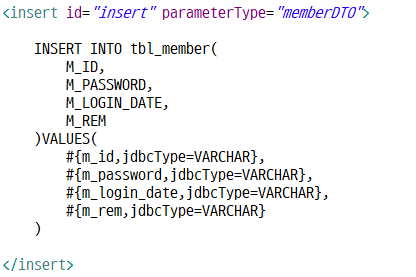 <insert id="insert" parameterType="memberDTO">
INSERT INTO tbl_member(
M_ID,
M_PASSWORD,
M_LOGIN_DATE,
M_REM
)VALUES(
#{m_id,jdbcType=VARCHAR},
#{m_password,jdbcType=VARCHAR},
#{m_login_date,jdbcType=VARCHAR},
#{m_rem,jdbcType=VARCHAR}
)
</insert>